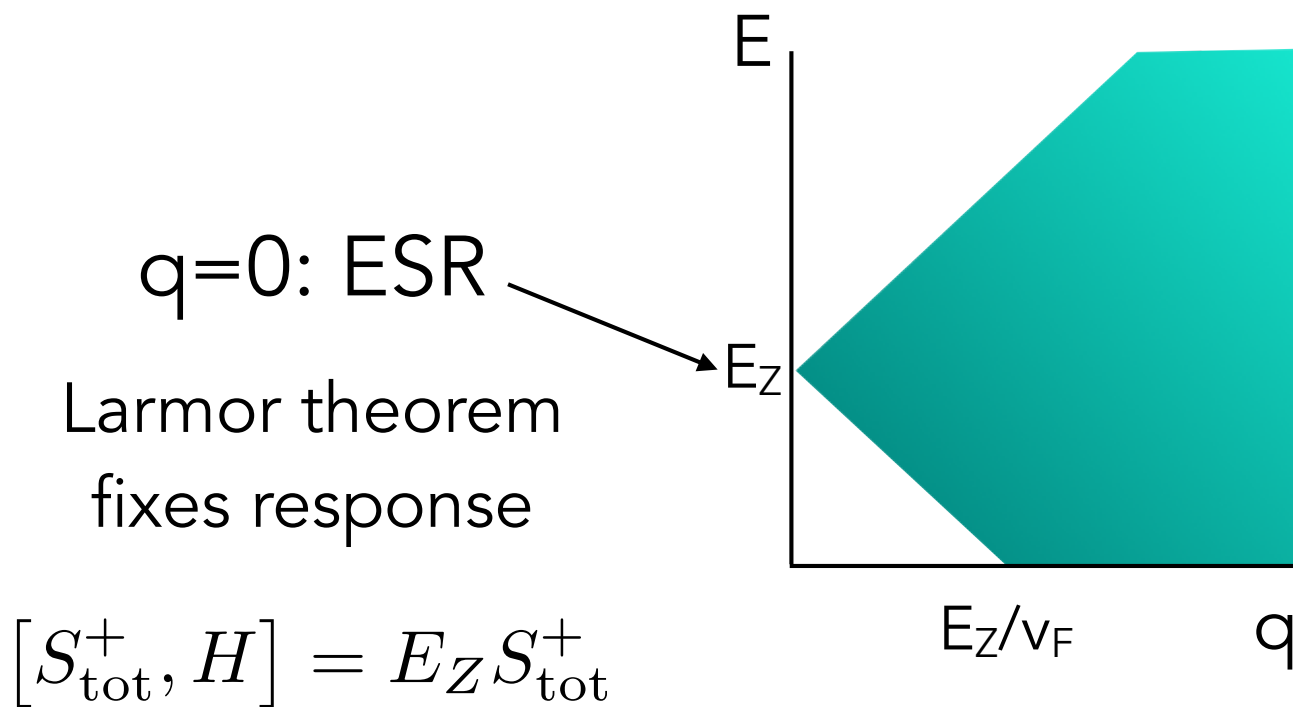 E
q=0: ESR
E_Z
Larmor theorem
fixes response
E_Z/v_F
q
[S^+_tot, H] = E_Z S^+_tot